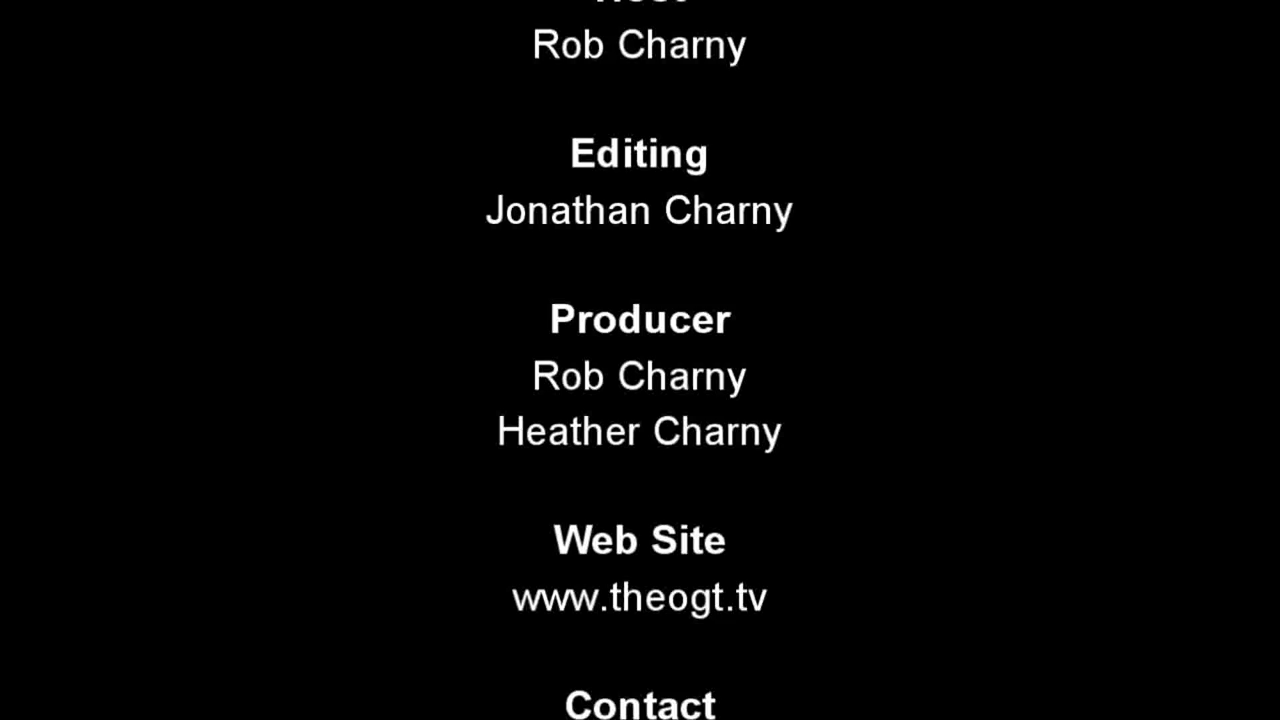 Rob Charny
Editing
Jonathan Charny
Producer
Rob Charny
Heather Charny
Web Site
www.theogt.tv
Contact